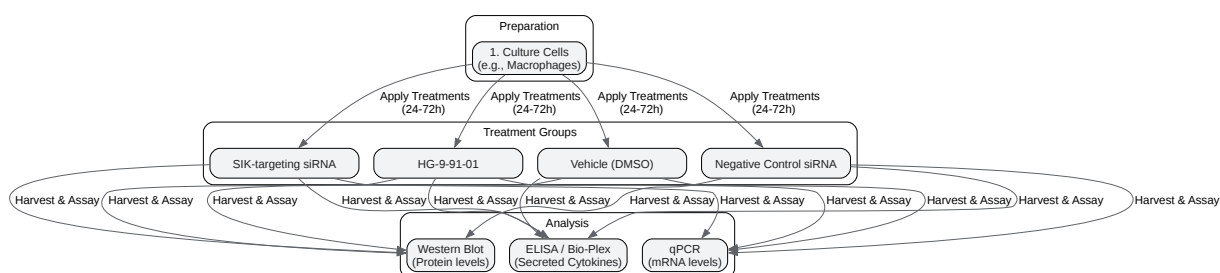 Preparation
1. Culture Cells
(e.g., Macrophages)
Apply Treatments
(24-72h)
Apply Treatments
(24-72h)
Apply Treatments
(24-72h)
Apply Treatments
(24-72h)
Treatment Groups
SIK-targeting siRNA
HG-9-91-01
Vehicle (DMSO)
Negative Control siRNA
Harvest & Assay
Harvest & Assay
Harvest & Assay
Harvest & Assay
Harvest & Assay
Harvest & Assay
Harvest & Assay
Harvest & Assay
Harvest & Assay
Harvest & Assay
Harvest & Assay
Harvest & Assay
Analysis
Western Blot
(Protein levels)
ELISA / Bio-Plex
(Secreted Cytokines)
qPCR
(mRNA levels)